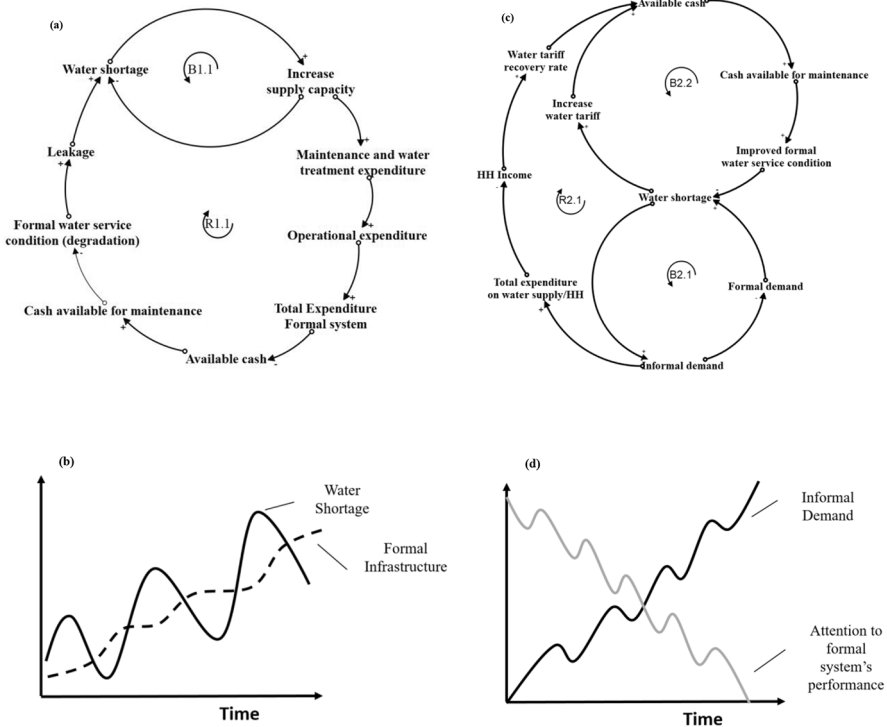 (a)
Water shortage
B1.1
Increase
supply capacity
Leakage
Maintenance and water
treatment expenditure
R1.1
Formal water service
condition (degradation)
Operational expenditure
Cash available for maintenance
Total Expenditure
Formal system
Available cash
+
+
-
+
+
+
-
+
-
+
(c)
Available cash
Water tariff
recovery rate
B2.2
Cash available for maintenance
Increase
water tariff
Improved formal
water service condition
HH Income
R2.1
Water shortage
B2.1
Total expenditure
on water supply/HH
Formal demand
Informal demand
(b)
Water
Shortage
Formal
Infrastructure
Time
(d)
Informal
Demand
Attention to
formal
system's
performance
Time